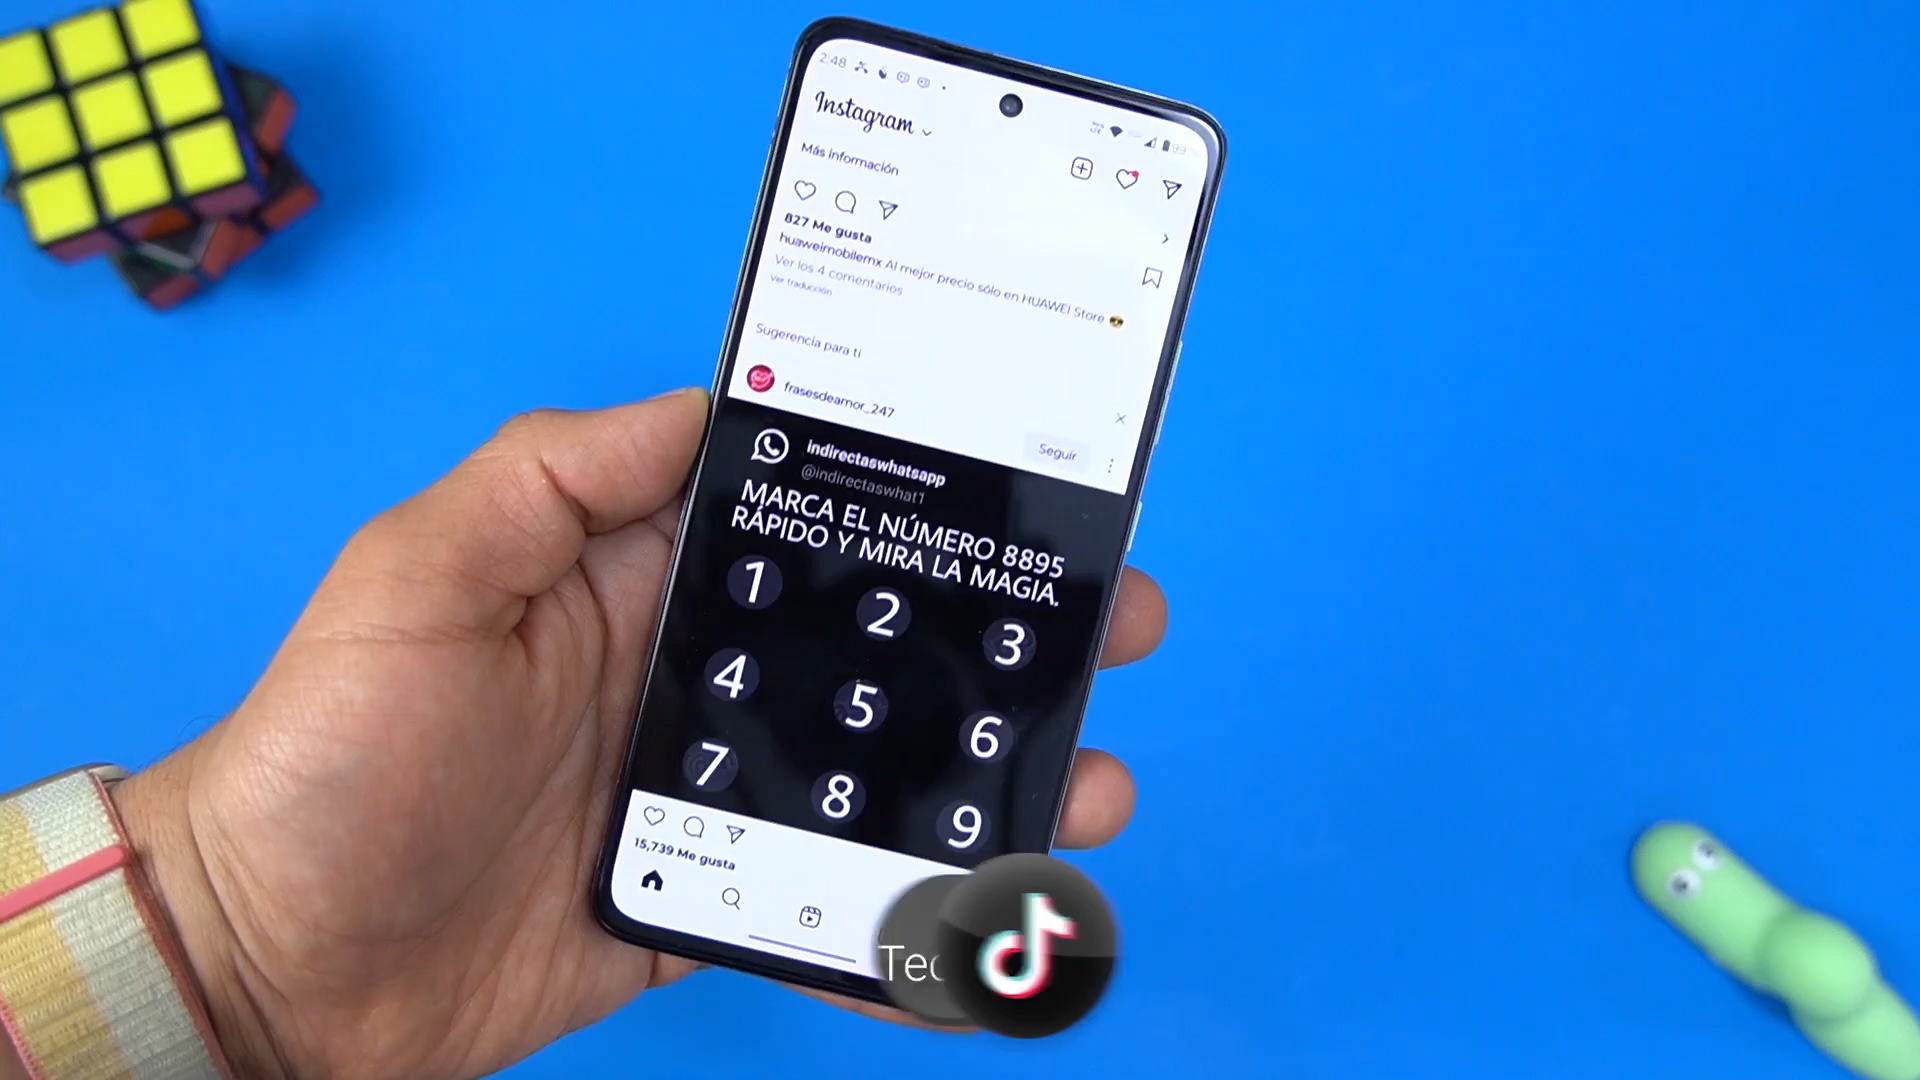 2:48
99
Instagram
Más información
827 Me gusta
huaweimobilemx Al mejor precio sólo en HUAWEI Store 😎
Ver los 4 comentarios
Ver traducción
Sugerencia para ti
frasesdeamor_247
Seguir
indirectaswhatsapp
@indirectaswhat1
MARCA EL NÚMERO 8895
RÁPIDO Y MIRA LA MAGIA.
1 2 3
4 5 6
7 8 9
15,739 Me gusta